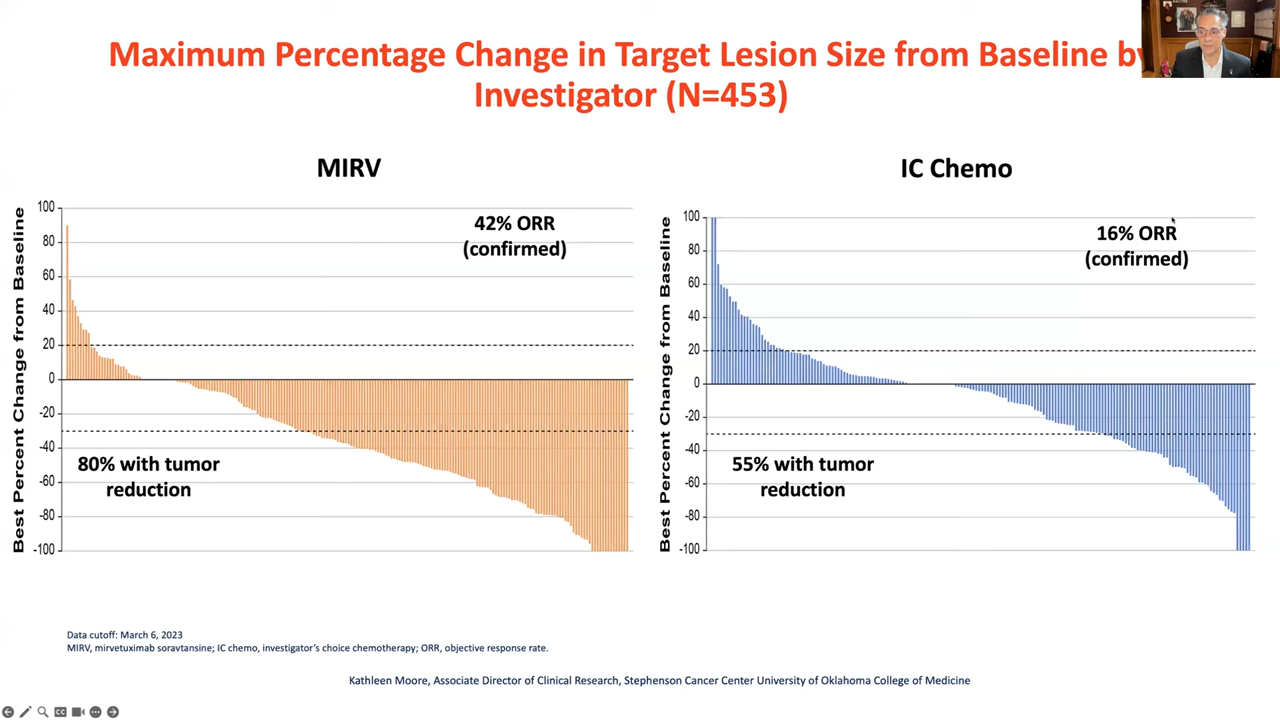 Maximum Percentage Change in Target Lesion Size from Baseline by
Investigator (N=453)
MIRV
Best Percent Change from Baseline
100
80
60
40
20
0
-20
-40
-60
-80
-100
42% ORR
(confirmed)
80% with tumor
reduction
IC Chemo
Best Percent Change from Baseline
100
80
60
40
20
0
-20
-40
-60
-80
-100
16% ORR
(confirmed)
55% with tumor
reduction
Data cutoff: March 6, 2023
MIRV, mirvetuximab soravtansine; IC chemo, investigator’s choice chemotherapy; ORR, objective response rate.
Kathleen Moore, Associate Director of Clinical Research, Stephenson Cancer Center University of Oklahoma College of Medicine